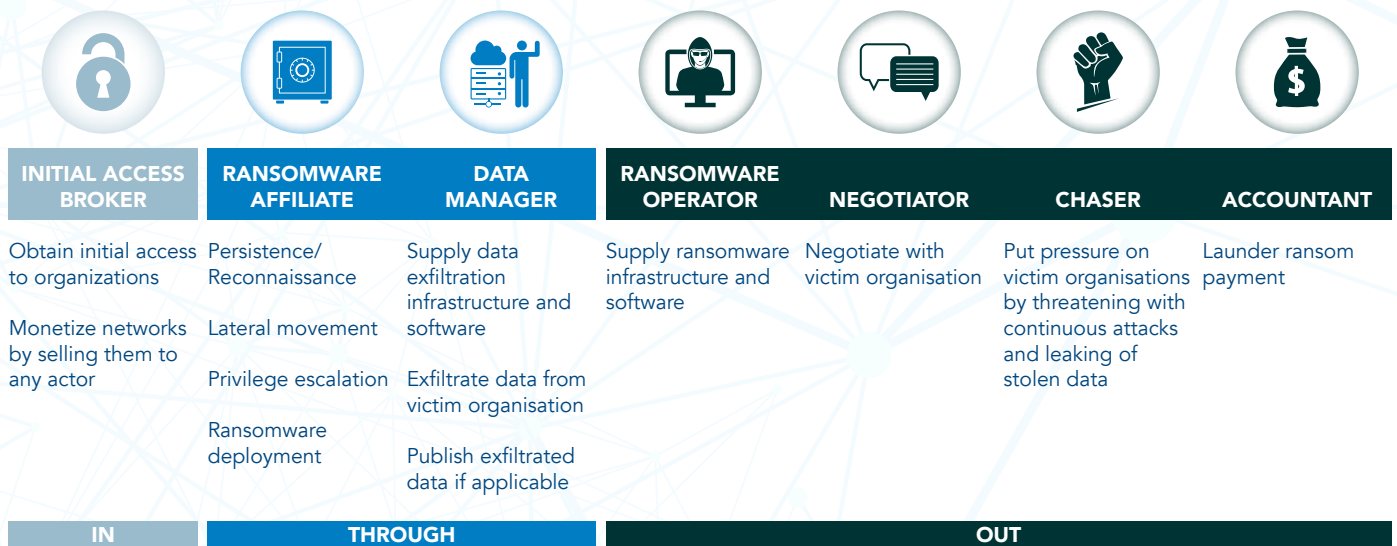 $
INITIAL ACCESS
BROKER
RANSOMWARE
AFFILIATE
DATA
MANAGER
RANSOMWARE
OPERATOR
NEGOTIATOR
CHASER
ACCOUNTANT
Obtain initial access
to organizations
Monetize networks
by selling them to
any actor
Persistence/
Reconnaissance
Lateral movement
Privilege escalation
Ransomware
deployment
Supply data
exfiltration
infrastructure and
software
Exfiltrate data from
victim organisation
Publish exfiltrated
data if applicable
Supply ransomware
infrastructure and
software
Negotiate with
victim organisation
Put pressure on
victim organisations
by threatening with
continuous attacks
and leaking of
stolen data
Launder ransom
payment
IN
THROUGH
OUT